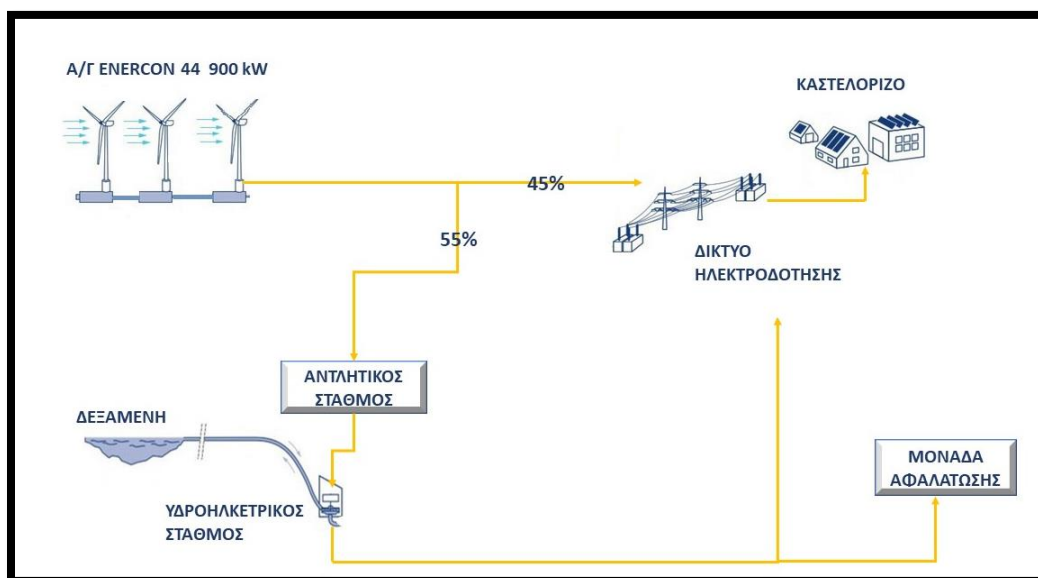 Α/Γ ENERCON 44 900 kW
ΚΑΣΤΕΛΟΡΙΖΟ
45%
55%
ΔΙΚΤΥΟ
ΗΛΕΚΤΡΟΔΟΤΗΣΗΣ
ΑΝΤΛΗΤΙΚΟΣ
ΣΤΑΘΜΟΣ
ΔΕΞΑΜΕΝΗ
ΜΟΝΑΔΑ
ΑΦΑΛΑΤΩΣΗΣ
ΥΔΡΟΗΛΚΕΤΡΙΚΟΣ
ΣΤΑΘΜΟΣ